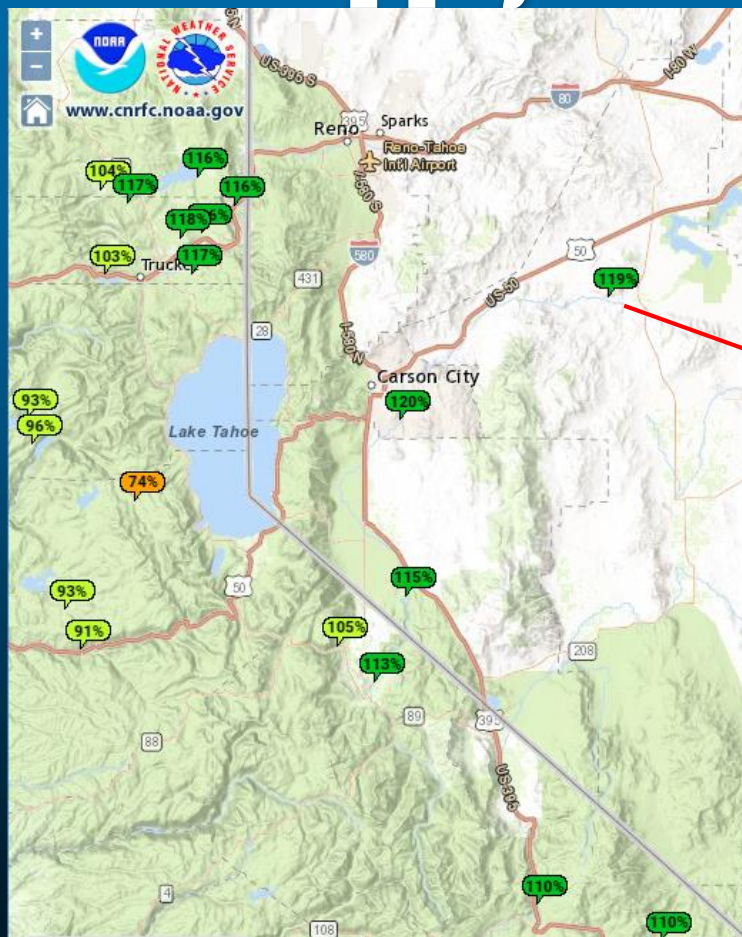 +
−
NOAA
NATIONAL WEATHER SERVICE
www.cnrfc.noaa.gov
US-395 S
I-80 W
80
395
Sparks
Reno
Reno-Tahoe
Int'l Airport
I-580 S
104%
116%
117%
116%
118%
103%
117%
Trucke
580
431
50
US-50
119%
28
I-580 N
Carson City
120%
93%
96%
Lake Tahoe
74%
50
115%
93%
91%
105%
113%
208
89
395
88
US-395
4
110%
110%
108